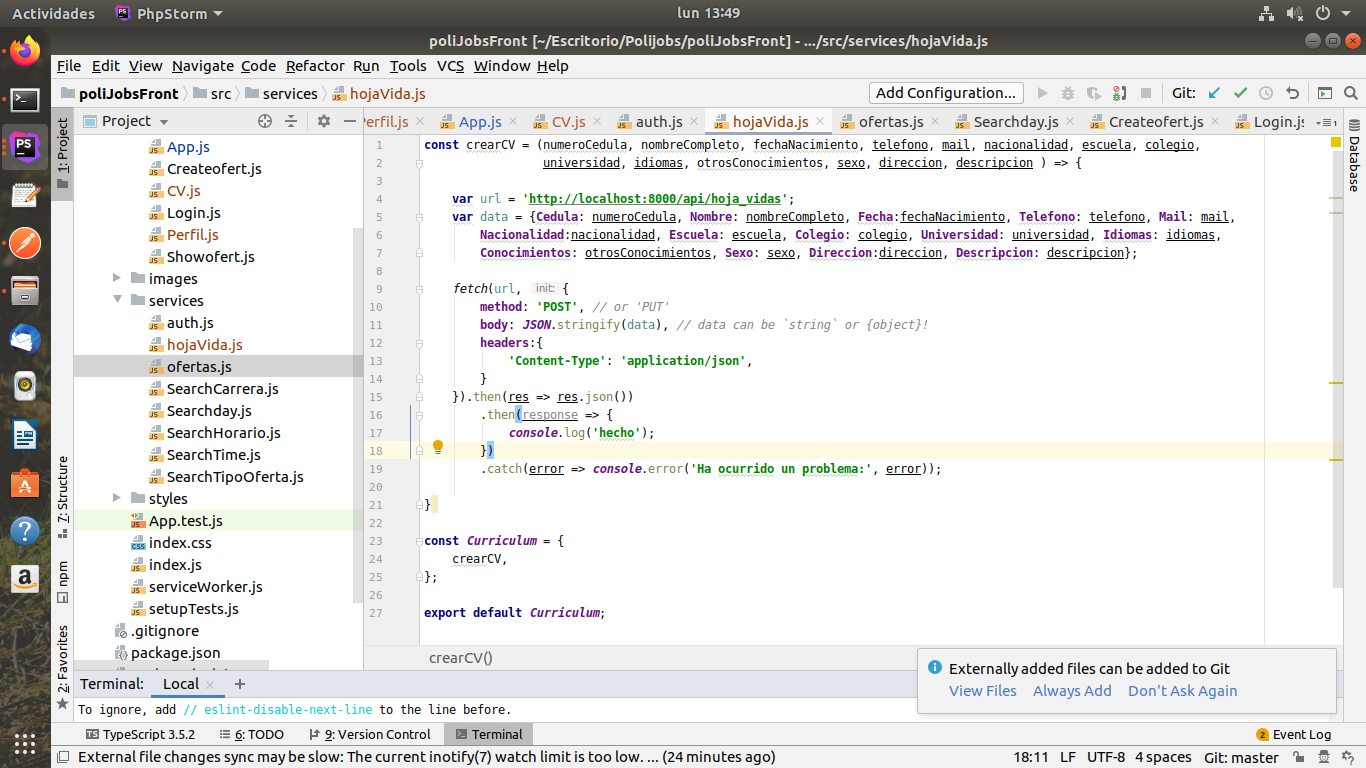 Actividades PhpStorm lun 13:49
poliJobsFront [~/Escritorio/Polijobs/poliJobsFront] - .../src/services/hojaVida.js
File Edit View Navigate Code Refactor Run Tools VCS Window Help
poliJobsFront src services hojaVida.js Add Configuration... Git:
Project Perfil.js App.js CV.js auth.js hojaVida.js ofertas.js Searchday.js Createofert.js Login.js
1: Project
7: Structure
npm
2: Favorites
App.js
Createofert.js
CV.js
Login.js
Perfil.js
Showofert.js
images
services
auth.js
hojaVida.js
ofertas.js
SearchCarrera.js
Searchday.js
SearchHorario.js
SearchTime.js
SearchTipoOferta.js
styles
App.test.js
index.css
index.js
serviceWorker.js
setupTests.js
.gitignore
package.json
1 const crearCV = (numeroCedula, nombreCompleto, fechaNacimiento, telefono, mail, nacionalidad, escuela, colegio,
2 universidad, idiomas, otrosConocimientos, sexo, direccion, descripcion ) => {
3
4 var url = 'http://localhost:8000/api/hoja_vidas';
5 var data = {Cedula: numeroCedula, Nombre: nombreCompleto, Fecha:fechaNacimiento, Telefono: telefono, Mail: mail,
6 Nacionalidad:nacionalidad, Escuela: escuela, Colegio: colegio, Universidad: universidad, Idiomas: idiomas,
7 Conocimientos: otrosConocimientos, Sexo: sexo, Direccion:direccion, Descripcion: descripcion};
8
9 fetch(url, init: {
10 method: 'POST', // or 'PUT'
11 body: JSON.stringify(data), // data can be `string` or {object}!
12 headers:{
13 'Content-Type': 'application/json',
14 }
15 }).then(res => res.json())
16 .then(response => {
17 console.log('hecho');
18 })
19 .catch(error => console.error('Ha ocurrido un problema:', error));
20
21 }
22
23 const Curriculum = {
24 crearCV,
25 };
26
27 export default Curriculum;
crearCV()
Database
Externally added files can be added to Git
View Files Always Add Don't Ask Again
Terminal: Local +
To ignore, add // eslint-disable-next-line to the line before.
TypeScript 3.5.2 6: TODO 9: Version Control Terminal 2 Event Log
External file changes sync may be slow: The current inotify(7) watch limit is too low. ... (24 minutes ago) 18:11 LF UTF-8 4 spaces Git: master